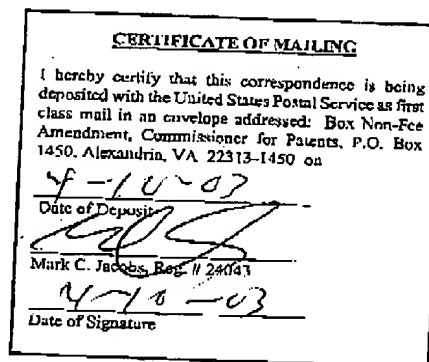 CERTIFICATE OF MAILING
I hereby certify that this correspondence is being
deposited with the United States Postal Service as first
class mail in an envelope addressed: Box Non-Fee
Amendment, Commissioner for Patents, P.O. Box
1450, Alexandria, VA 22313-1450 on
4-10-03
Date of Deposit
Mark C. Jacobs, Reg. # 24043
4-10-03
Date of Signature